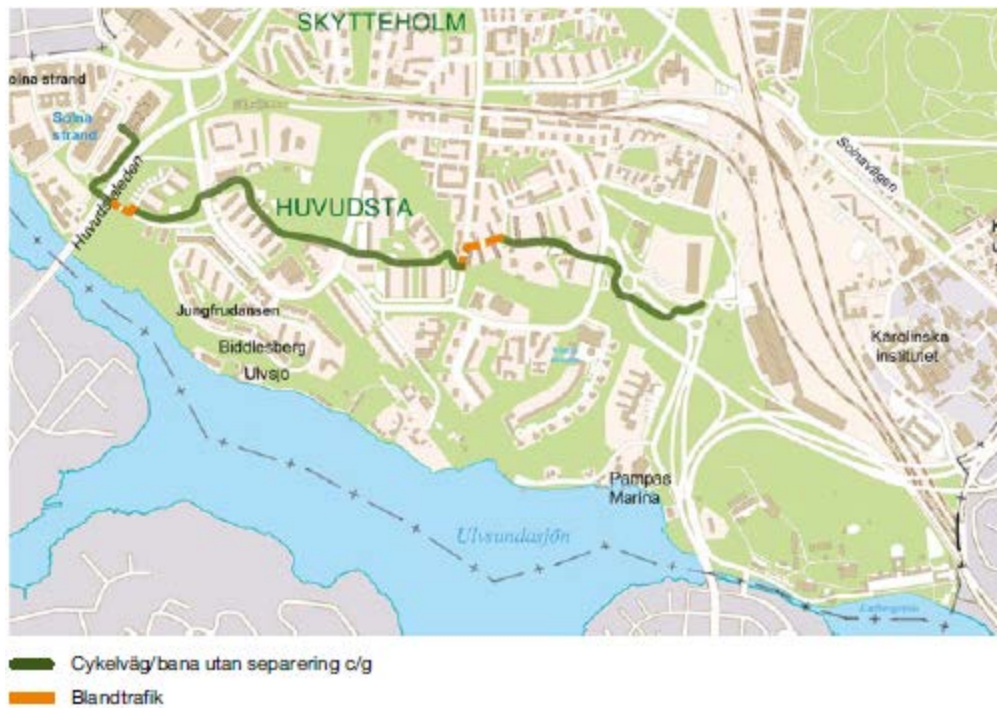 SKYTTEHOLM
olna strand
Solna
strand
Huvudstaleden
Solnavägen
HUVUDSTA
Jungfrudansen
Biddlesberg
Ulvsjö
Karolinska
institutet
Pampas
Marina
Ulvsundasjön
Cykelväg/bana utan separering c/g
Blandtrafik